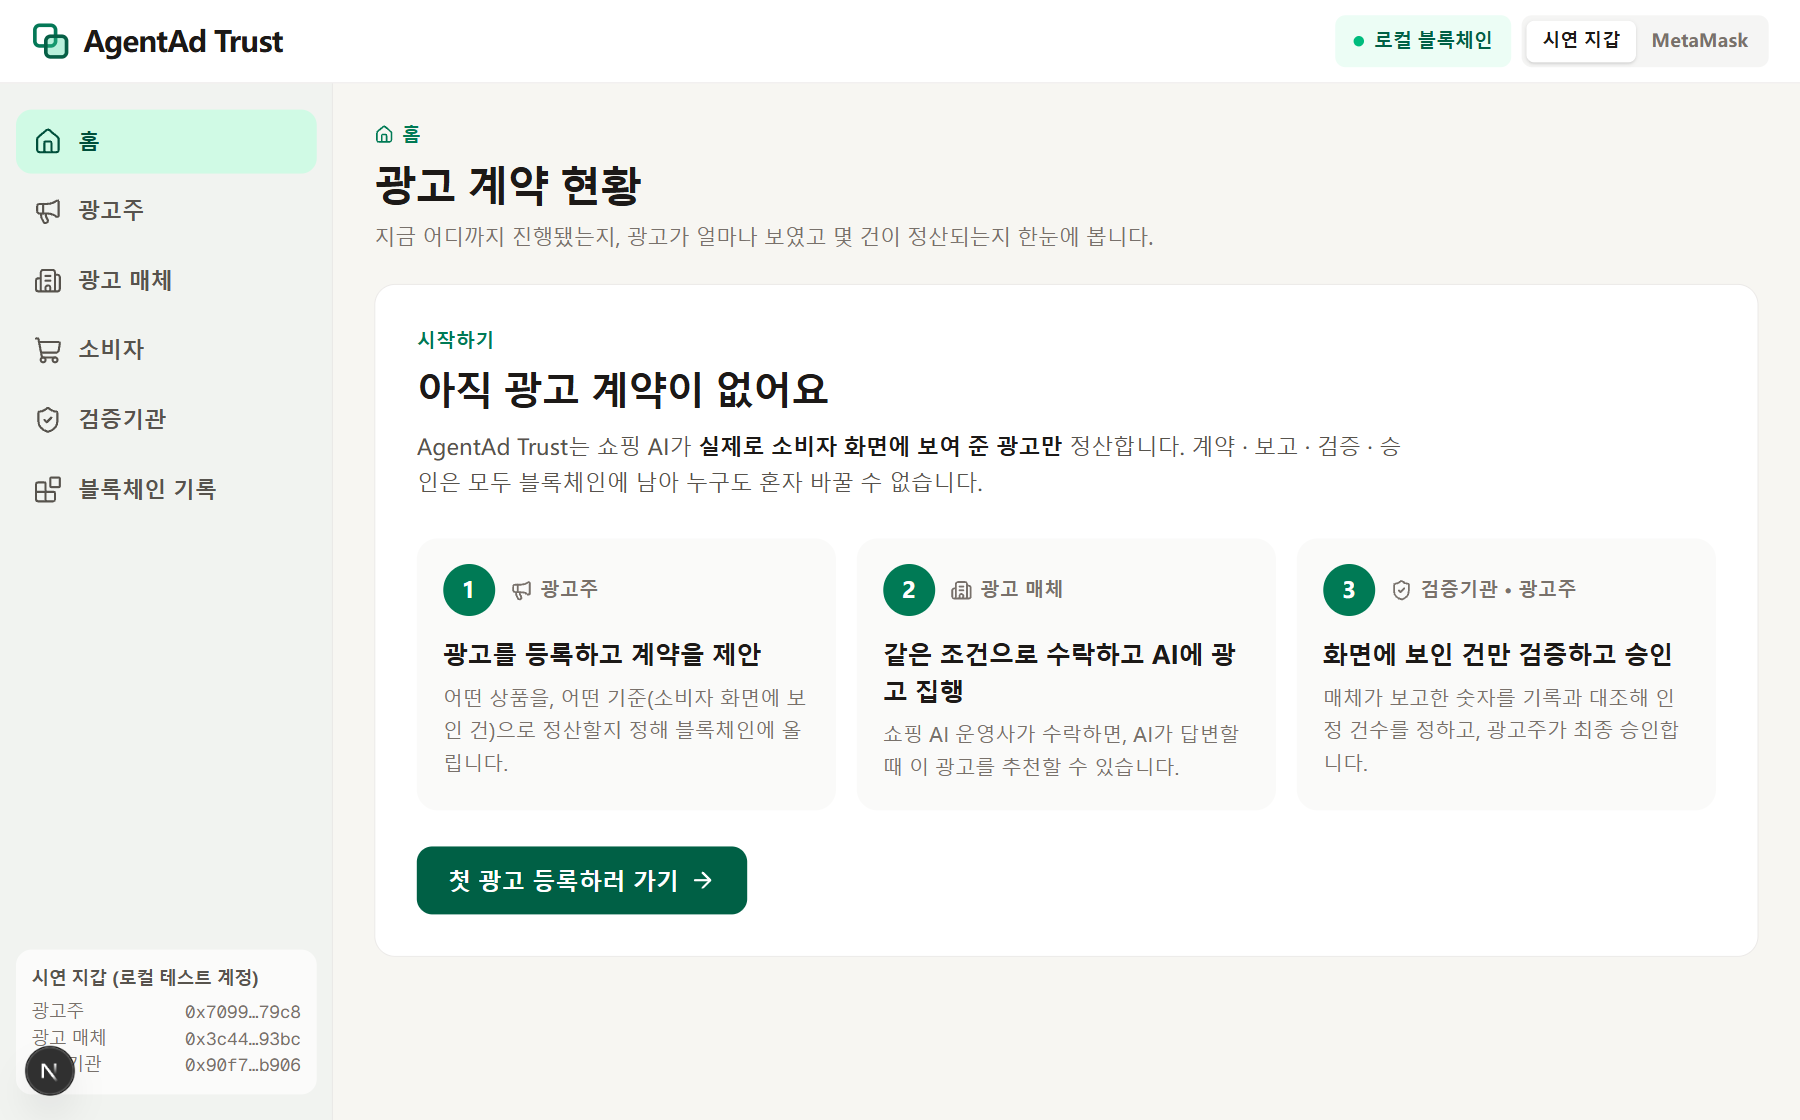 AgentAd Trust
로컬 블록체인
시연 지갑
MetaMask
홈
광고주
광고 매체
소비자
검증기관
블록체인 기록
홈
광고 계약 현황
지금 어디까지 진행됐는지, 광고가 얼마나 보였고 몇 건이 정산되는지 한눈에 봅니다.
시작하기
아직 광고 계약이 없어요
AgentAd Trust는 쇼핑 AI가 실제로 소비자 화면에 보여 준 광고만 정산합니다. 계약 · 보고 · 검증 · 승
인은 모두 블록체인에 남아 누구도 혼자 바꿀 수 없습니다.
1 광고주
광고를 등록하고 계약을 제안
어떤 상품을, 어떤 기준(소비자 화면에 보
인 건)으로 정산할지 정해 블록체인에 올
립니다.
2 광고 매체
같은 조건으로 수락하고 AI에 광
고 집행
쇼핑 AI 운영사가 수락하면, AI가 답변할
때 이 광고를 추천할 수 있습니다.
3 검증기관 • 광고주
화면에 보인 건만 검증하고 승인
매체가 보고한 숫자를 기록과 대조해 인
정 건수를 정하고, 광고주가 최종 승인합
니다.
첫 광고 등록하러 가기 →
시연 지갑 (로컬 테스트 계정)
광고주 0x7099…79c8
광고 매체 0x3c44…93bc
기관 0x90f7…b906
N